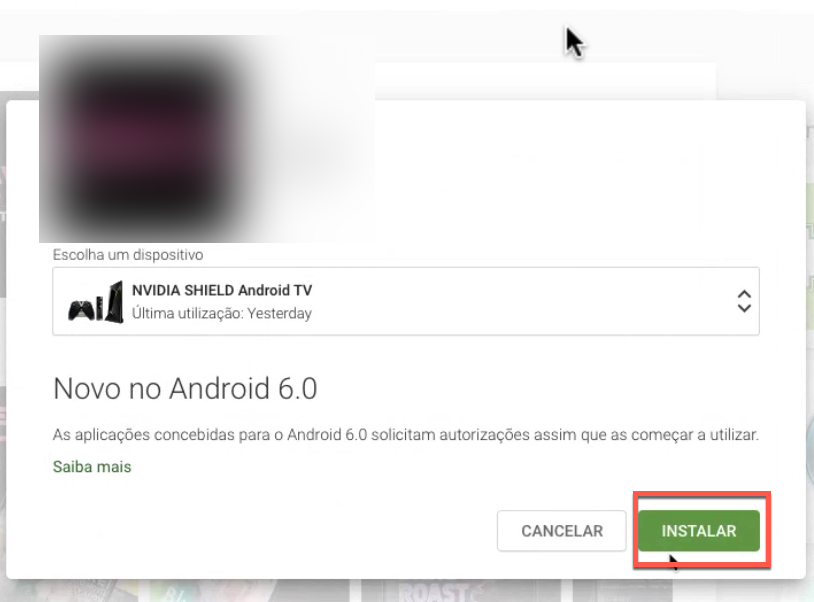 Escolha um dispositivo
NVIDIA SHIELD Android TV
Última utilização: Yesterday
Novo no Android 6.0
As aplicações concebidas para o Android 6.0 solicitam autorizações assim que as começar a utilizar.
Saiba mais
CANCELAR
INSTALAR
ROAST